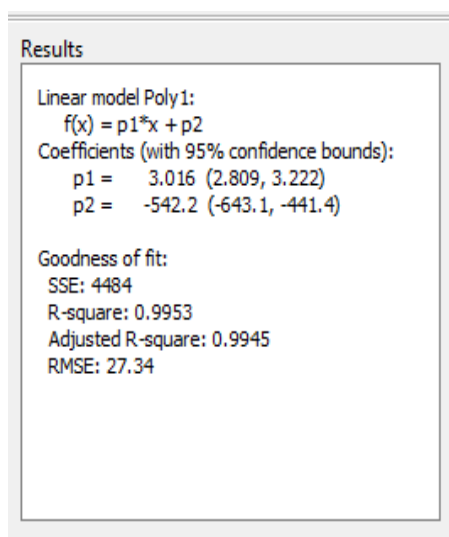 Results
Linear model Poly1:
f(x) = p1*x + p2
Coefficients (with 95% confidence bounds):
p1 = 3.016 (2.809, 3.222)
p2 = -542.2 (-643.1, -441.4)
Goodness of fit:
SSE: 4484
R-square: 0.9953
Adjusted R-square: 0.9945
RMSE: 27.34